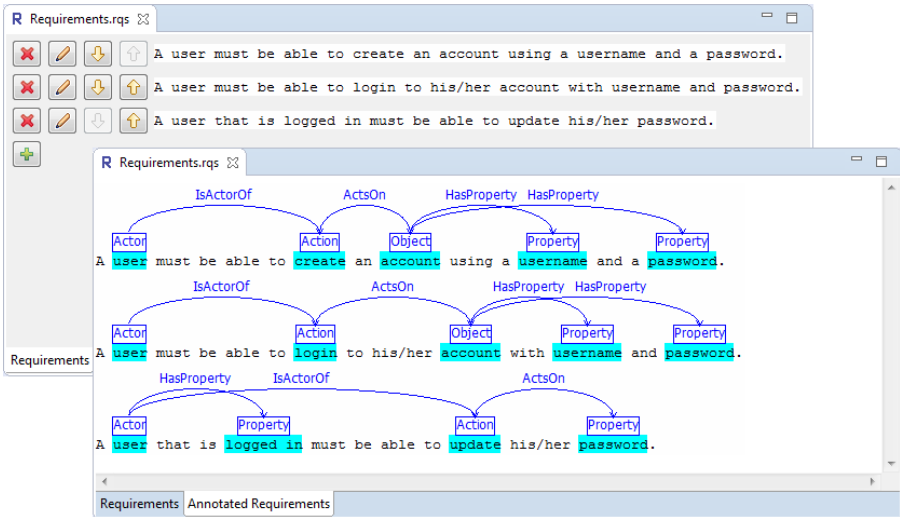 R Requirements.rqs
A user must be able to create an account using a username and a password.
A user must be able to login to his/her account with username and password.
A user that is logged in must be able to update his/her password.
Requirements
R Requirements.rqs
IsActorOf ActsOn HasProperty HasProperty
Actor Action Object Property Property
A user must be able to create an account using a username and a password.
IsActorOf ActsOn HasProperty HasProperty
Actor Action Object Property Property
A user must be able to login to his/her account with username and password.
HasProperty IsActorOf ActsOn
Actor Property Action Property
A user that is logged in must be able to update his/her password.
Requirements Annotated Requirements